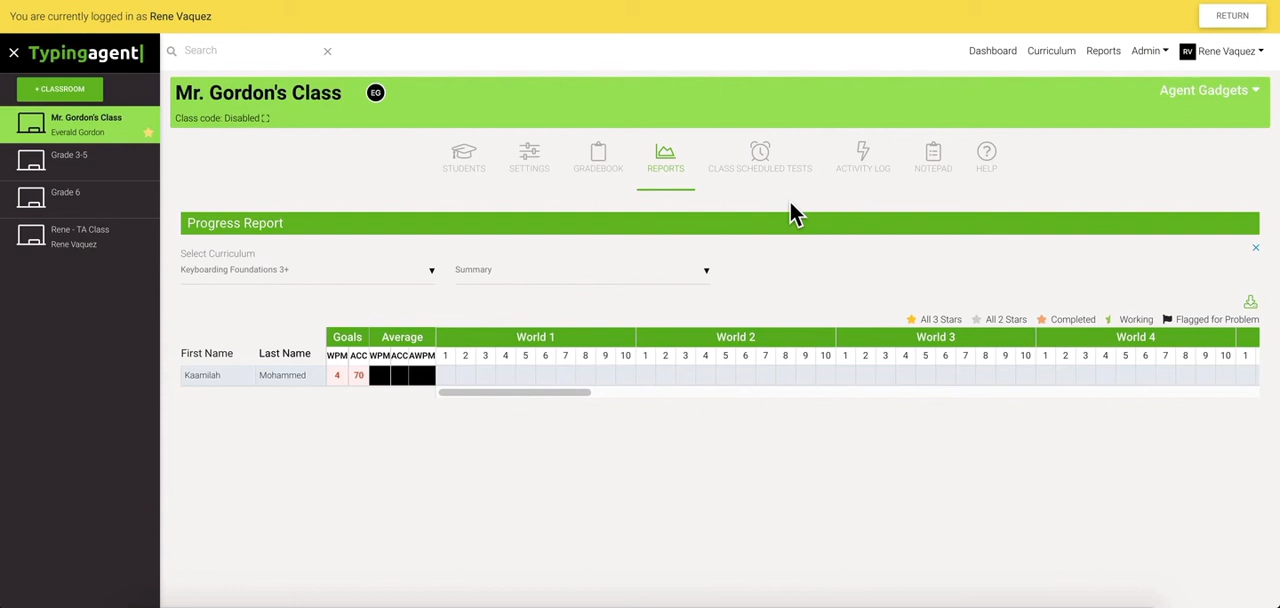 You are currently logged in as Rene Vaquez
RETURN
Typingagent|
Search
Dashboard Curriculum Reports Admin RV Rene Vaquez
+ CLASSROOM
Mr. Gordon's Class
Everald Gordon
Grade 3-5
Grade 6
Rene - TA Class
Rene Vaquez
Mr. Gordon's Class EG
Agent Gadgets
Class code: Disabled
STUDENTS SETTINGS GRADEBOOK REPORTS CLASS SCHEDULED TESTS ACTIVITY LOG NOTEPAD HELP
Progress Report
Select Curriculum
Keyboarding Foundations 3+ Summary
All 3 Stars All 2 Stars Completed Working Flagged for Problem
Goals Average World 1 World 2 World 3 World 4
First Name Last Name WPM ACC WPM ACC AWPM 1 2 3 4 5 6 7 8 9 10 1 2 3 4 5 6 7 8 9 10 1 2 3 4 5 6 7 8 9 10 1 2 3 4 5 6 7 8 9 10 1
Kaamilah Mohammed 4 70